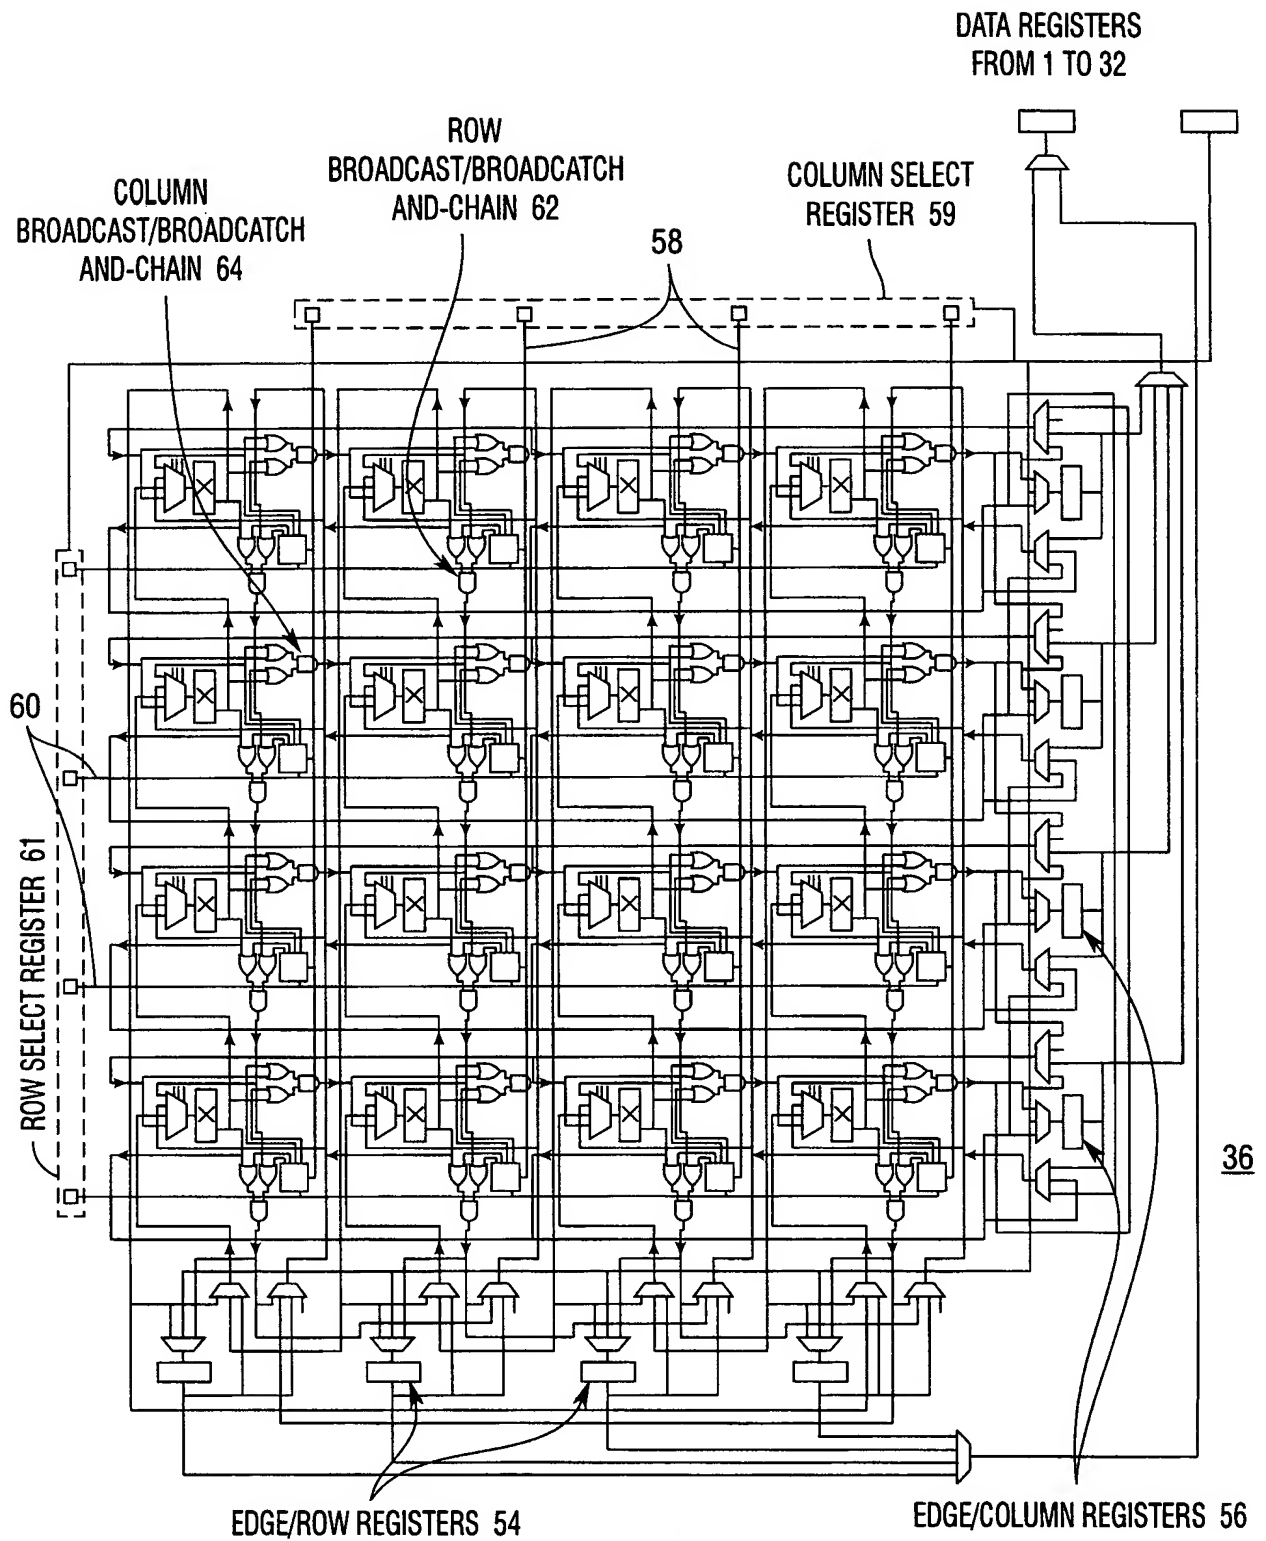 DATA REGISTERS
FROM 1 TO 32
ROW
BROADCAST/BROADCATCH
AND-CHAIN 62
COLUMN SELECT
REGISTER 59
COLUMN
BROADCAST/BROADCATCH
AND-CHAIN 64
58
60
ROW SELECT REGISTER 61
36
EDGE/ROW REGISTERS 54
EDGE/COLUMN REGISTERS 56